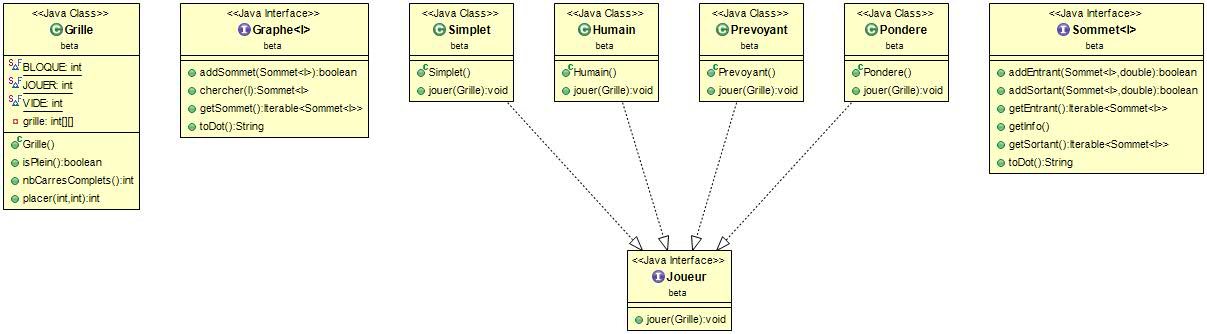 <<Java Class>>
Grille
beta
BLOQUE: int
JOUER: int
VIDE: int
grille: int[][]
Grille()
isPlein():boolean
nbCarresComplets():int
placer(int,int):int
<<Java Interface>>
Graphe<I>
beta
addSommet(Sommet<I>):boolean
chercher(I):Sommet<I>
getSommet():Iterable<Sommet<I>>
toDot():String
<<Java Class>>
Simplet
beta
Simplet()
jouer(Grille):void
<<Java Class>>
Humain
beta
Humain()
jouer(Grille):void
<<Java Class>>
Prevoyant
beta
Prevoyant()
jouer(Grille):void
<<Java Class>>
Pondere
beta
Pondere()
jouer(Grille):void
<<Java Interface>>
Sommet<I>
beta
addEntrant(Sommet<I>,double):boolean
addSortant(Sommet<I>,double):boolean
getEntrant():Iterable<Sommet<I>>
getInfo()
getSortant():Iterable<Sommet<I>>
toDot():String
<<Java Interface>>
Joueur
beta
jouer(Grille):void